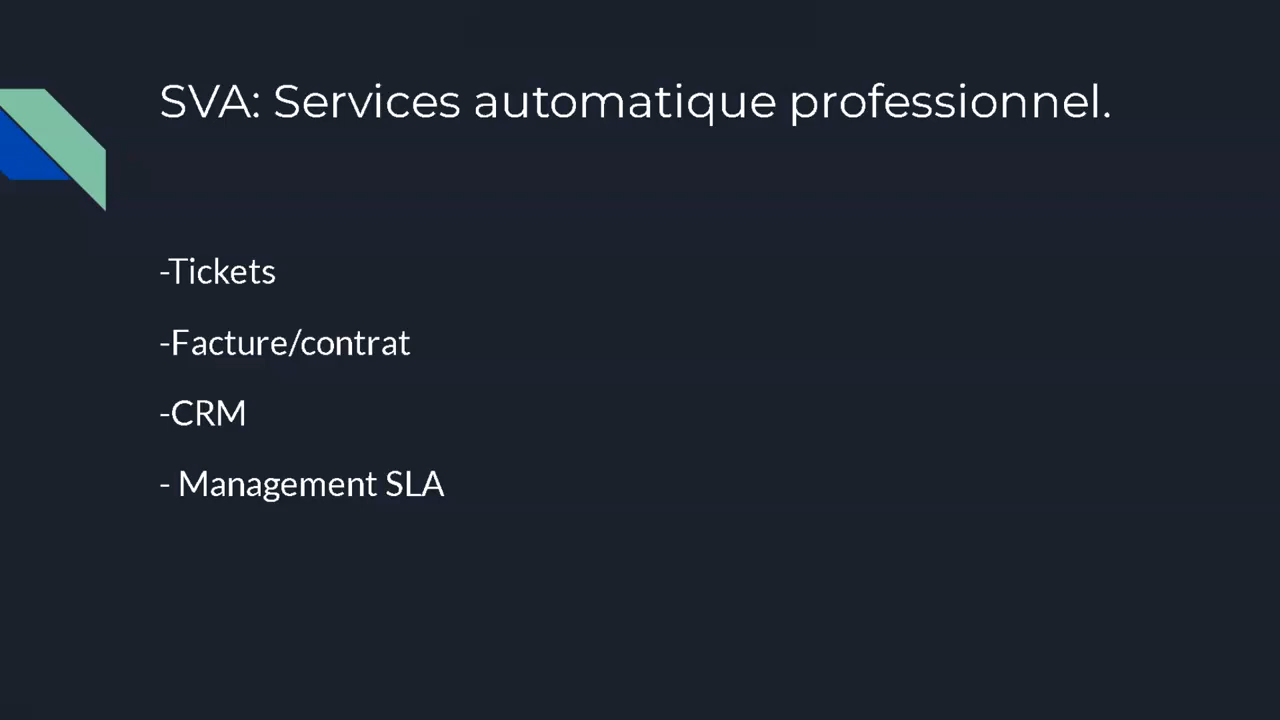 SVA: Services automatique professionnel.
-Tickets
-Facture/contrat
-CRM
- Management SLA